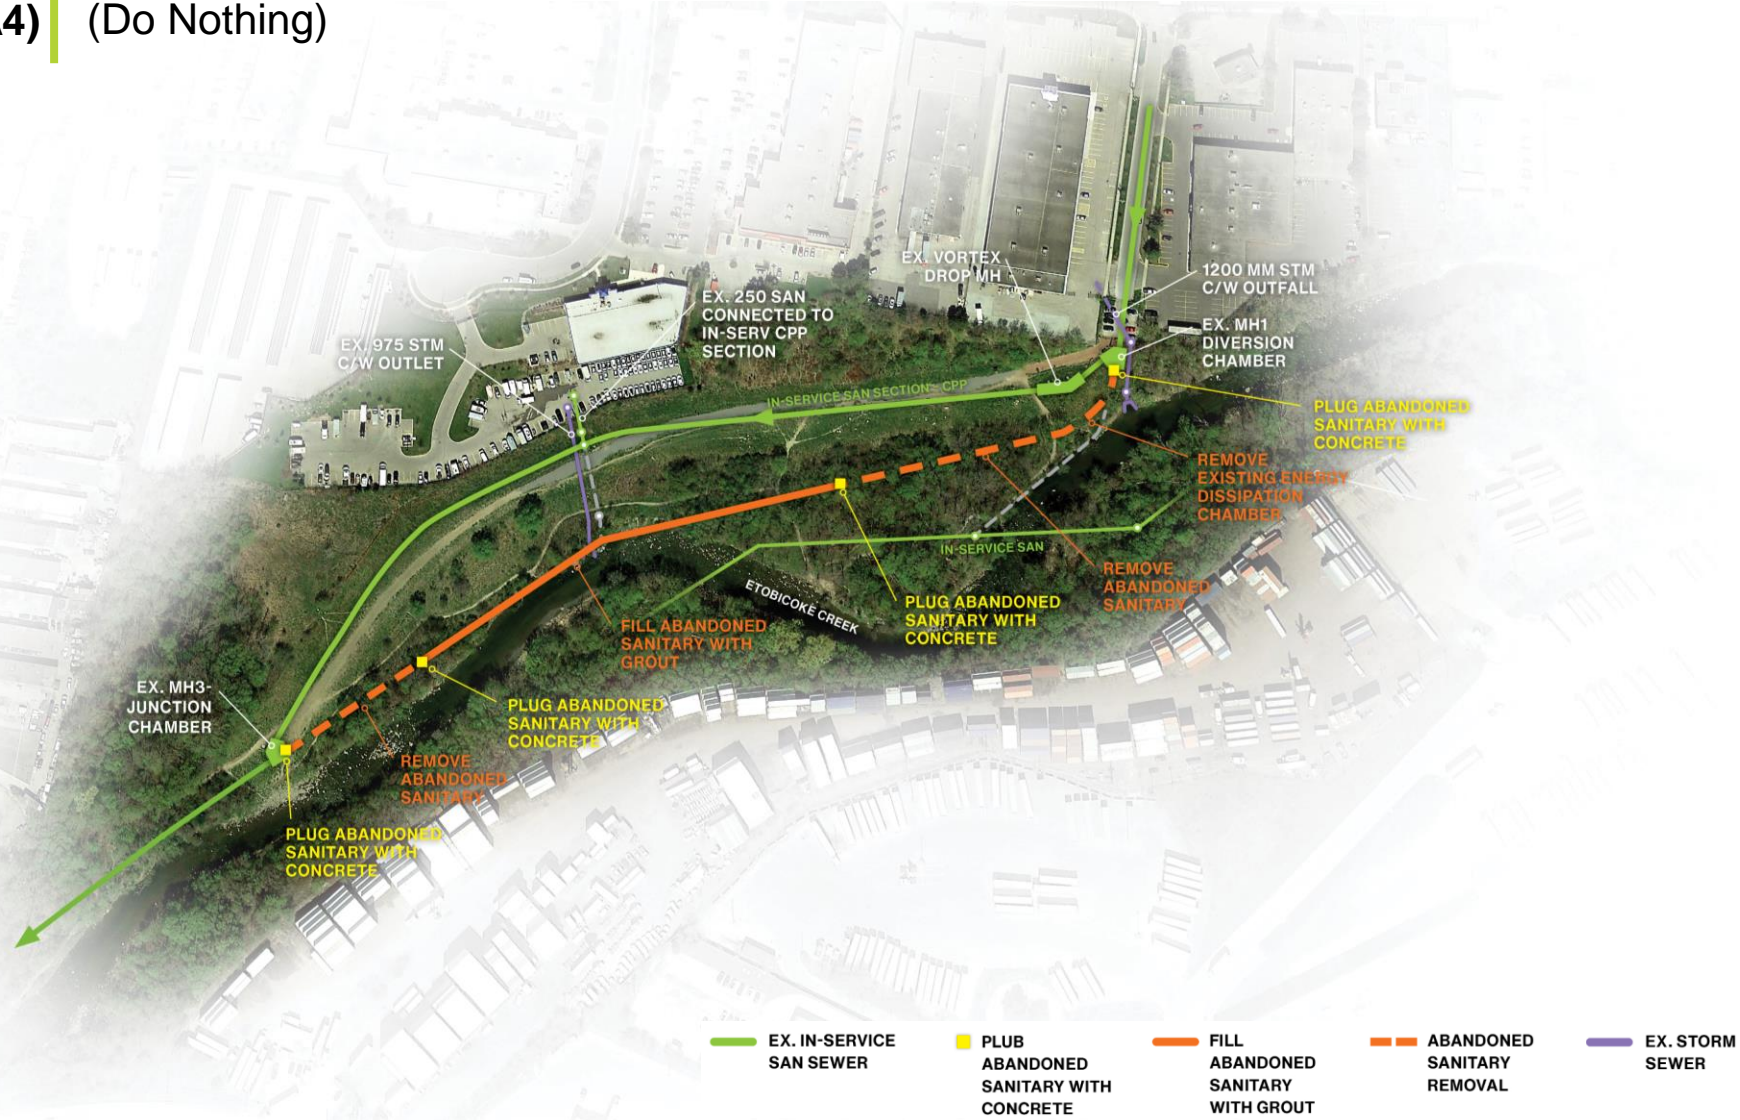 4)
(Do Nothing)
EX. VORTEX
DROP MH
1200 MM STM
C/W OUTFALL
EX. 250 SAN
CONNECTED TO
IN-SERV CPP
SECTION
EX. 975 STM
C/W OUTLET
EX. MH1
DIVERSION
CHAMBER
IN-SERVICE SAN SECTION - CPP
PLUG ABANDONED
SANITARY WITH
CONCRETE
REMOVE
EXISTING ENERGY
DISSIPATION
CHAMBER
IN-SERVICE SAN
REMOVE
ABANDONED
SANITARY
ETOBICOKE CREEK
PLUG ABANDONED
SANITARY WITH
CONCRETE
FILL ABANDONED
SANITARY WITH
GROUT
EX. MH3-
JUNCTION
CHAMBER
PLUG ABANDONED
SANITARY WITH
CONCRETE
REMOVE
ABANDONED
SANITARY
PLUG ABANDONED
SANITARY WITH
CONCRETE
EX. IN-SERVICE
SAN SEWER
PLUB
ABANDONED
SANITARY WITH
CONCRETE
FILL
ABANDONED
SANITARY
WITH GROUT
ABANDONED
SANITARY
REMOVAL
EX. STORM
SEWER